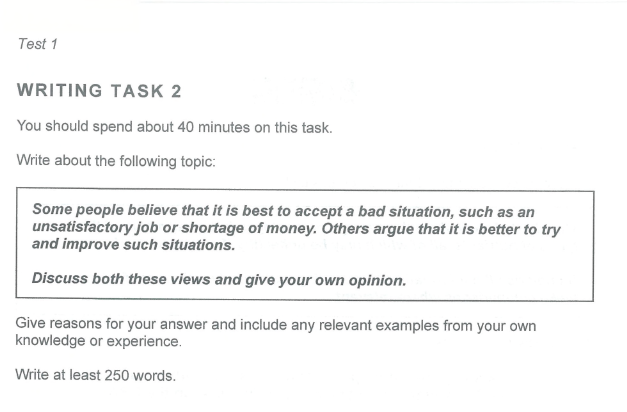 Test 1
WRITING TASK 2
You should spend about 40 minutes on this task.
Write about the following topic:
Some people believe that it is best to accept a bad situation, such as an
unsatisfactory job or shortage of money. Others argue that it is better to try
and improve such situations.
Discuss both these views and give your own opinion.
Give reasons for your answer and include any relevant examples from your own
knowledge or experience.
Write at least 250 words.